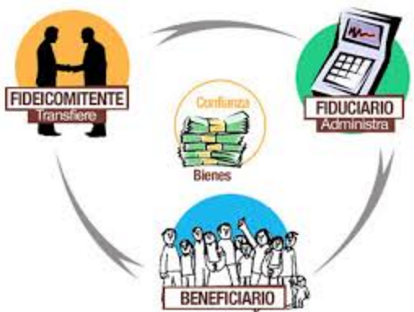 FIDEICOMITENTE
Transfiere
FIDUCIARIO
Administra
Confianza
Bienes
BENEFICIARIO